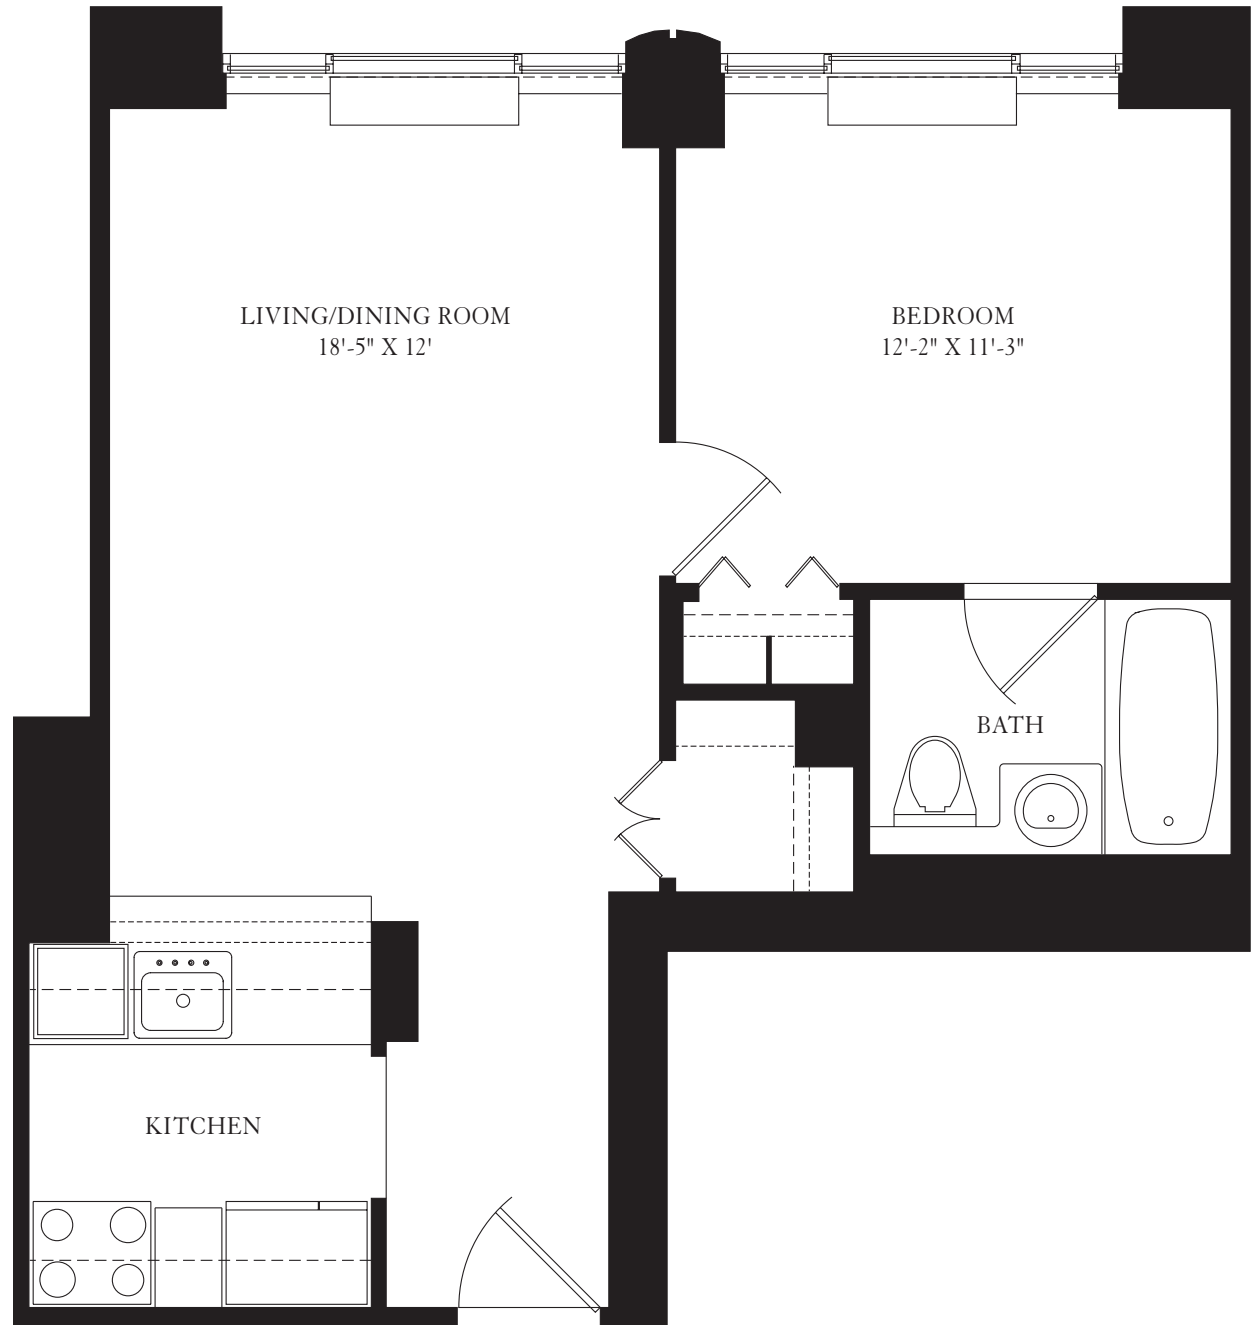 LIVING/DINING ROOM
18'-5" X 12'
BEDROOM
12'-2" X 11'-3"
BATH
KITCHEN